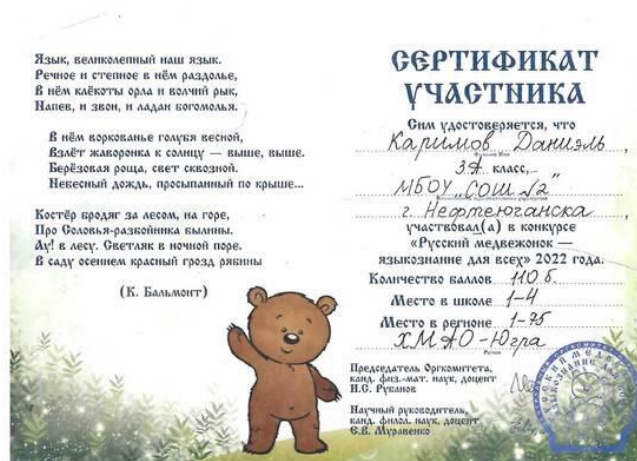 Язык, великолепный наш язык.
Речное и степное в нём раздолье,
В нём клёкоты орла и волчий рык,
Напев, и звон, и ладан богомолья.
В нём воркованье голубя весной,
Взлёт жаворонка к солнцу — выше, выше.
Берёзовая роща, свет сквозной.
Небесный дождь, просыпанный по крыше...
Костёр бродяг за лесом, на горе,
Про Соловья-разбойника былины.
Ау! в лесу. Светляк в ночной поре.
В саду осеннем красный грозд рябины
(К. Бальмонт)
СЕРТИФИКАТ
УЧАСТНИКА
Сим удостоверяется, что
Каримов Даниэль,
3Д класс,
МБОУ „СОШ №2"
г. Нефтеюганска
участвовал(а) в конкурсе
«Русский медвежонок —
языкознание для всех» 2022 года.
Количество баллов 110 б.
Место в школе 1-4
Место в регионе 1-75
ХМАО-Югра
Регион
Председатель Оргкомитета,
канд. физ.-мат. наук, доцент
И.С. Рубанов
Научный руководитель,
канд. филол. наук, доцент
Е.В. Муравенко